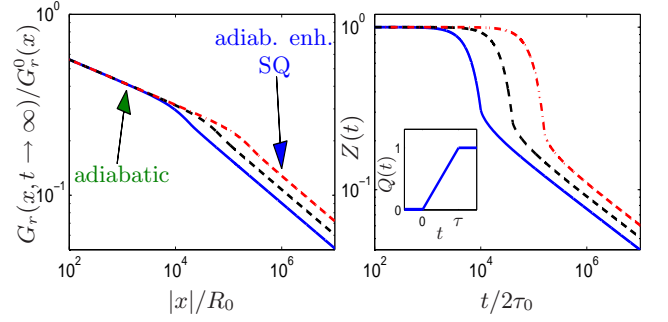 G_r(x, t → ∞)/G_r^0(x)
10^0
10^{-1}
adiab. enh.
SQ
adiabatic
10^2
10^4
10^6
|x|/R_0
Z(t)
10^0
10^{-1}
Q(t)
1
0
0
τ
t
10^2
10^4
10^6
t/2τ_0